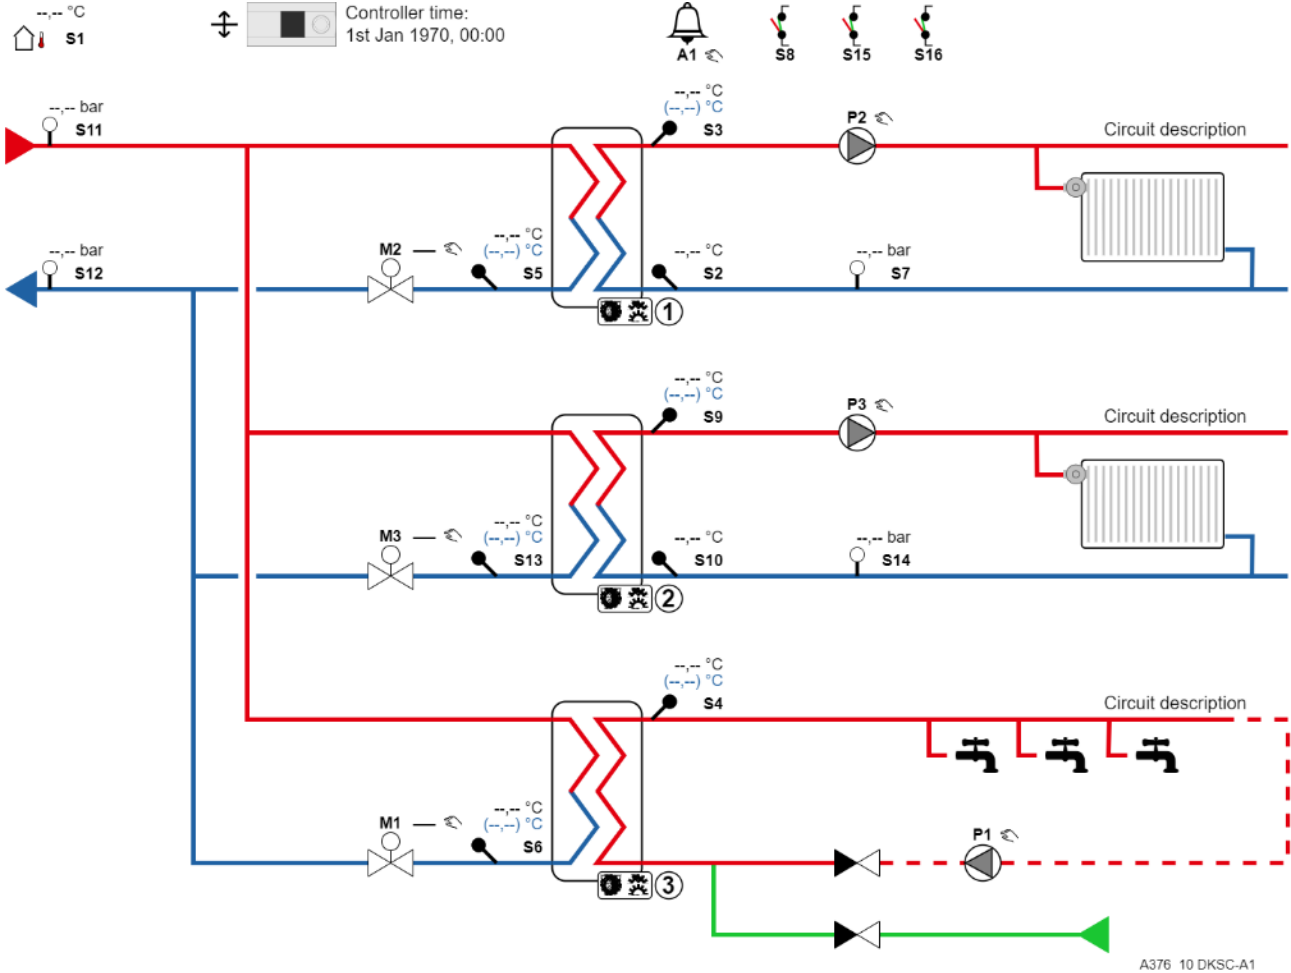 --,-- °C
S1
Controller time:
1st Jan 1970, 00:00
A1
S8
S15
S16
--,-- bar
S11
--,-- °C
(--,--) °C
S3
P2
Circuit description
--,-- bar
S12
M2
--,-- °C
(--,--) °C
S5
--,-- °C
S2
--,-- bar
S7
1
--,-- °C
(--,--) °C
S9
P3
Circuit description
M3
--,-- °C
(--,--) °C
S13
--,-- °C
S10
--,-- bar
S14
2
--,-- °C
(--,--) °C
S4
Circuit description
M1
--,-- °C
(--,--) °C
S6
P1
3
A376_10 DKSC-A1